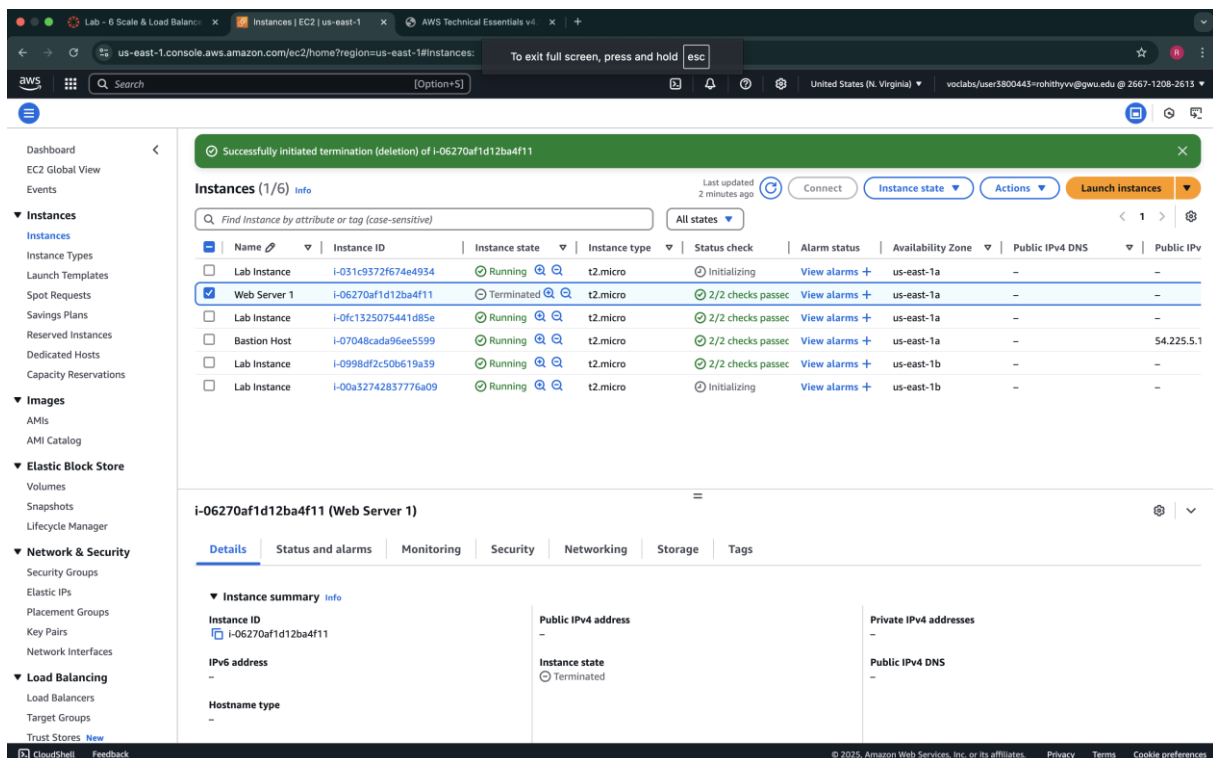 Lab - 6 Scale & Load Balance
Instances | EC2 | us-east-1
AWS Technical Essentials v4.
us-east-1.console.aws.amazon.com/ec2/home?region=us-east-1#Instances:
To exit full screen, press and hold esc
R
aws
Search
[Option+S]
United States (N. Virginia)
voclabs/user3800443=rohithyvv@gwu.edu @ 2667-1208-2613
Dashboard
EC2 Global View
Events
Instances
Instances
Instance Types
Launch Templates
Spot Requests
Savings Plans
Reserved Instances
Dedicated Hosts
Capacity Reservations
Images
AMIs
AMI Catalog
Elastic Block Store
Volumes
Snapshots
Lifecycle Manager
Network & Security
Security Groups
Elastic IPs
Placement Groups
Key Pairs
Network Interfaces
Load Balancing
Load Balancers
Target Groups
Trust Stores New
Successfully initiated termination (deletion) of i-06270af1d12ba4f11
Instances (1/6) Info
Last updated
2 minutes ago
Connect
Instance state
Actions
Launch instances
Find Instance by attribute or tag (case-sensitive)
All states
1
Name Instance ID Instance state Instance type Status check Alarm status Availability Zone Public IPv4 DNS Public IPv
Lab Instance i-031c9372f674e4934 Running t2.micro Initializing View alarms + us-east-1a – –
Web Server 1 i-06270af1d12ba4f11 Terminated t2.micro 2/2 checks passec View alarms + us-east-1a – –
Lab Instance i-0fc1325075441d85e Running t2.micro 2/2 checks passec View alarms + us-east-1a – –
Bastion Host i-07048cada96ee5599 Running t2.micro 2/2 checks passec View alarms + us-east-1a – 54.225.5.1
Lab Instance i-0998df2c50b619a39 Running t2.micro 2/2 checks passec View alarms + us-east-1b – –
Lab Instance i-00a32742837776a09 Running t2.micro Initializing View alarms + us-east-1b – –
i-06270af1d12ba4f11 (Web Server 1)
Details Status and alarms Monitoring Security Networking Storage Tags
Instance summary Info
Instance ID
i-06270af1d12ba4f11
Public IPv4 address
–
Private IPv4 addresses
–
IPv6 address
–
Instance state
Terminated
Public IPv4 DNS
–
Hostname type
–
CloudShell Feedback
© 2025, Amazon Web Services, Inc. or its affiliates. Privacy Terms Cookie preferences